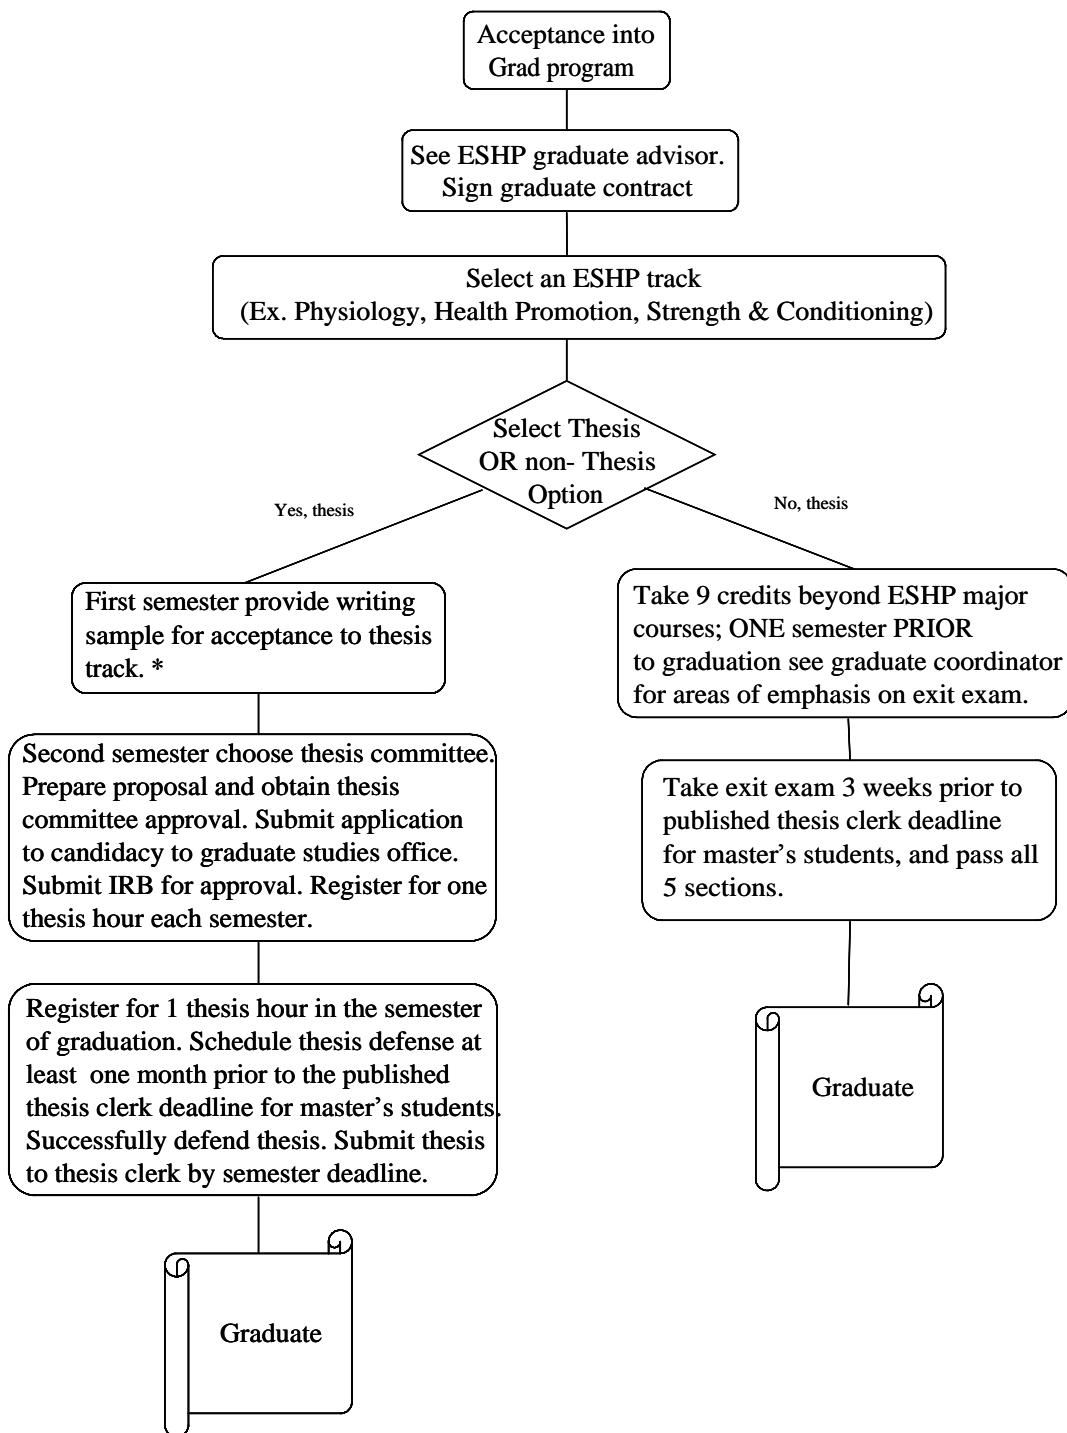 Acceptance into
Grad program
See ESHP graduate advisor.
Sign graduate contract
Select an ESHP track
(Ex. Physiology, Health Promotion, Strength & Conditioning)
Select Thesis
OR non- Thesis
Option
Yes, thesis
No, thesis
First semester provide writing
sample for acceptance to thesis
track. *
Second semester choose thesis committee.
Prepare proposal and obtain thesis
committee approval. Submit application
to candidacy to graduate studies office.
Submit IRB for approval. Register for one
thesis hour each semester.
Register for 1 thesis hour in the semester
of graduation. Schedule thesis defense at
least  one month prior to the published
thesis clerk deadline for master’s students.
Successfully defend thesis. Submit thesis
to thesis clerk by semester deadline.
Graduate
Take 9 credits beyond ESHP major
courses; ONE semester PRIOR
to graduation see graduate coordinator
for areas of emphasis on exit exam.
Take exit exam 3 weeks prior to
published thesis clerk deadline
for master’s students, and pass all
5 sections.
Graduate